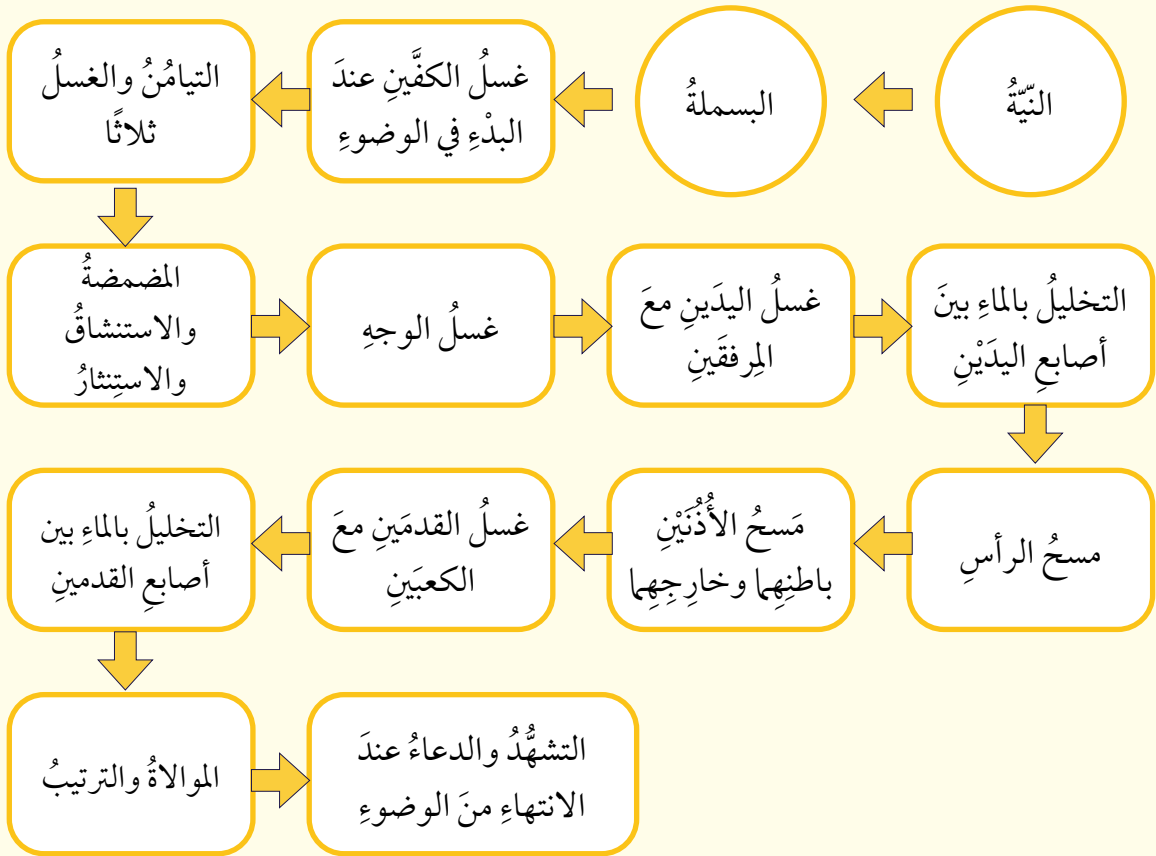 النّيّةُ
البسملةُ
غسلُ الكفَّينِ عندَ
البدْءِ في الوضوءِ
التيامُنُ والغسلُ
ثلاثًا
المضمضةُ
والاستنشاقُ
والاستِنثارُ
غسلُ الوجهِ
غسلُ اليدَينِ معَ
المِرفقَينِ
التخليلُ بالماءِ بينَ
أصابعِ اليدَيْنِ
مسحُ الرأسِ
مَسحُ الأُذُنَيْنِ
باطنِهِما وخارِجِهِما
غسلُ القدمَينِ معَ
الكعبَينِ
التخليلُ بالماءِ بين
أصابعِ القدمينِ
الموالاةُ والترتيبُ
التشهُّدُ والدعاءُ عندَ
الانتهاءِ منَ الوضوءِ